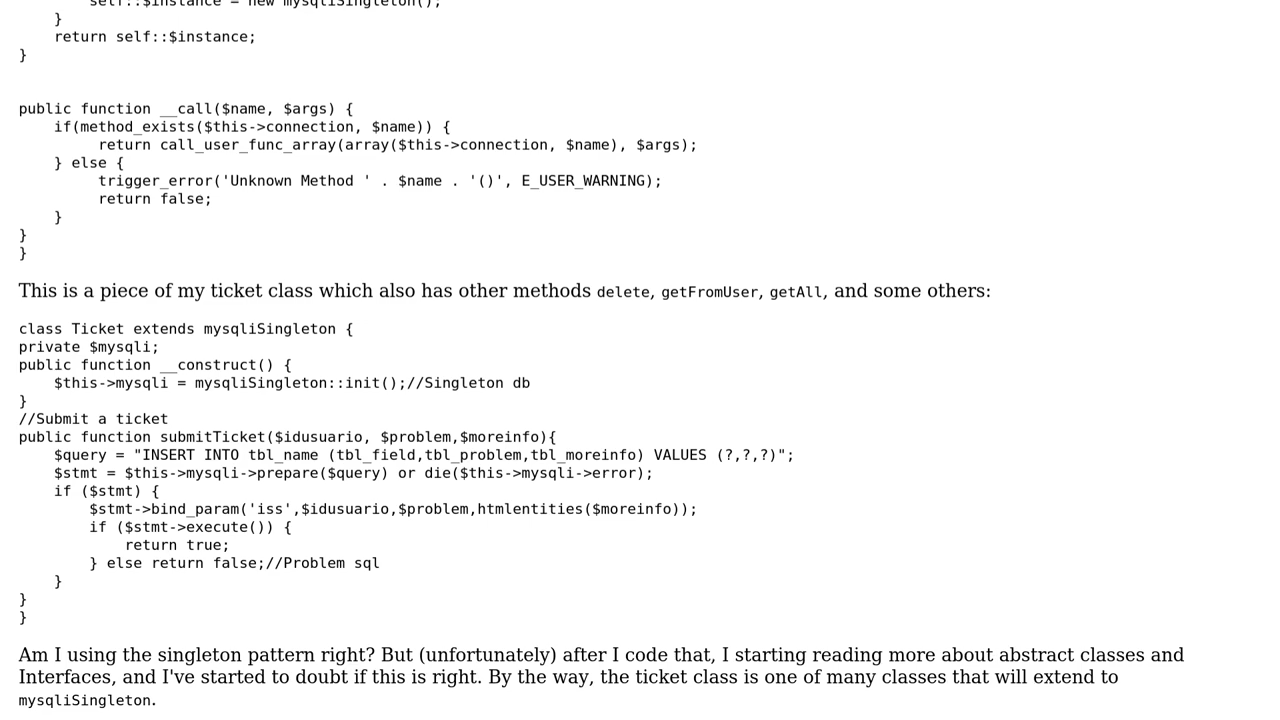 self::$instance = new mysqliSingleton();
    }
    return self::$instance;
}
public function __call($name, $args) {
    if(method_exists($this->connection, $name)) {
         return call_user_func_array(array($this->connection, $name), $args);
    } else {
         trigger_error('Unknown Method ' . $name . '()', E_USER_WARNING);
         return false;
    }
}
}
This is a piece of my ticket class which also has other methods delete, getFromUser, getAll, and some others:
class Ticket extends mysqliSingleton {
private $mysqli;
public function __construct() {
    $this->mysqli = mysqliSingleton::init();//Singleton db
}
//Submit a ticket
public function submitTicket($idusuario, $problem,$moreinfo){
    $query = "INSERT INTO tbl_name (tbl_field,tbl_problem,tbl_moreinfo) VALUES (?,?,?)";
    $stmt = $this->mysqli->prepare($query) or die($this->mysqli->error);
    if ($stmt) {
        $stmt->bind_param('iss',$idusuario,$problem,htmlentities($moreinfo));
        if ($stmt->execute()) {
            return true;
        } else return false;//Problem sql
    }
}
}
Am I using the singleton pattern right? But (unfortunately) after I code that, I starting reading more about abstract classes and
Interfaces, and I've started to doubt if this is right. By the way, the ticket class is one of many classes that will extend to
mysqliSingleton.